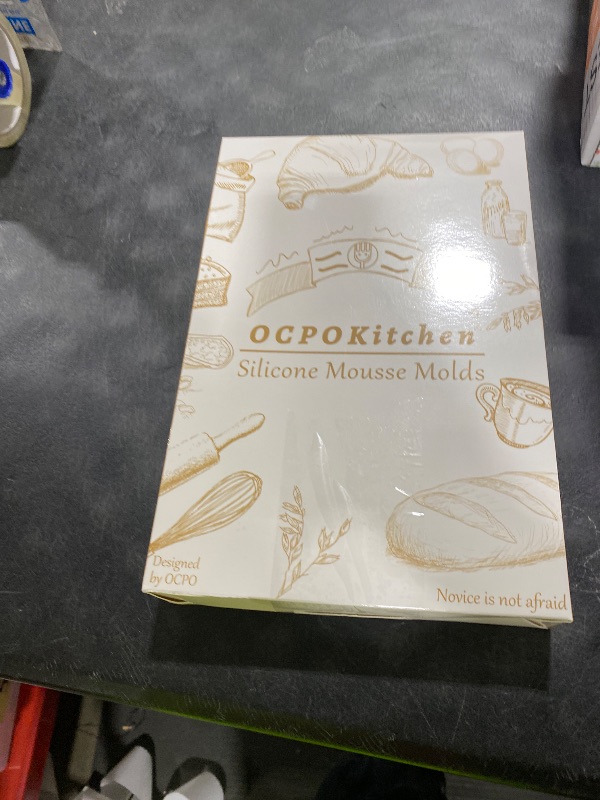 OCPOKitchen
Silicone Mousse Molds
Designed
by OCPO
Novice is not afraid